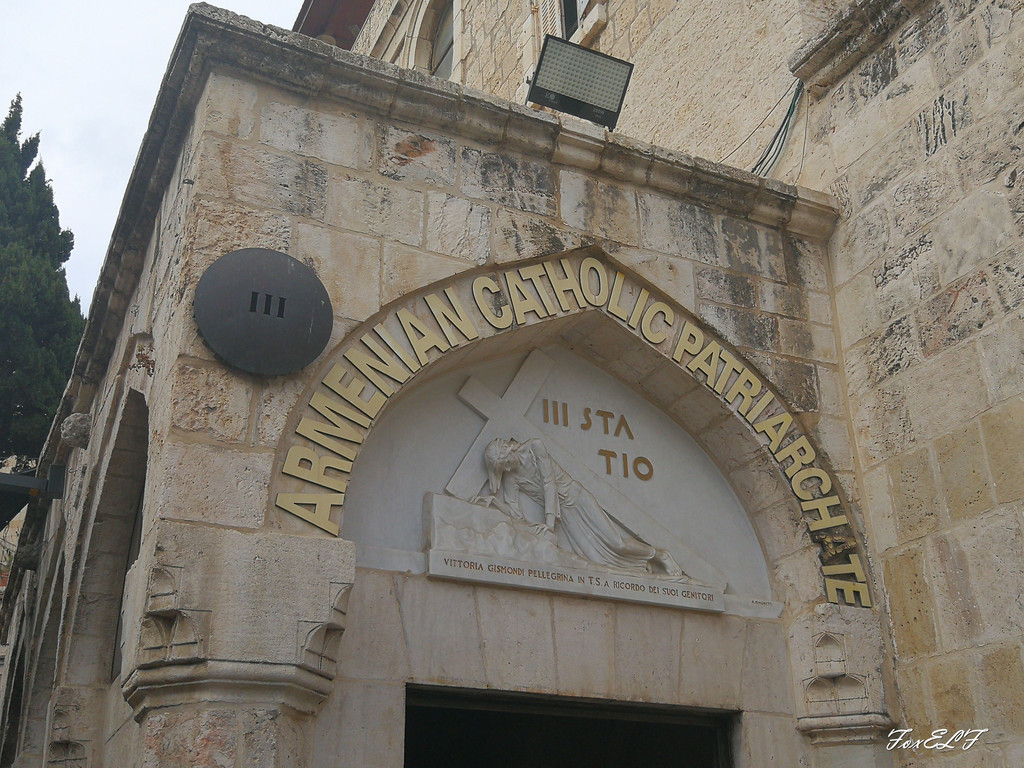 III
ARMENIAN CATHOLIC PATRIARCHATE
III STA
TIO
VITTORIA GISMONDI PELLEGRINA IN T.S. A RICORDO DEI SUOI GENITORI
FoxELF